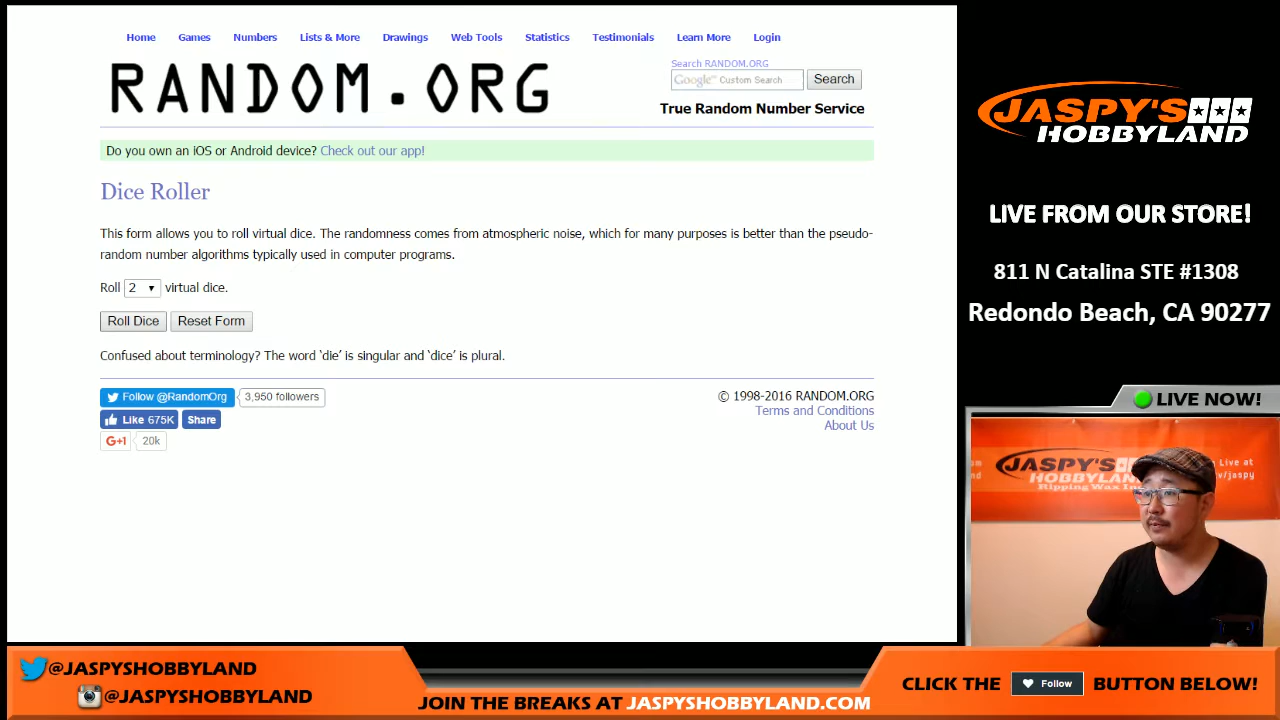 Home Games Numbers Lists & More Drawings Web Tools Statistics Testimonials Learn More Login
RANDOM.ORG
Search RANDOM.ORG
Google™ Custom Search Search
True Random Number Service
Do you own an iOS or Android device? Check out our app!
Dice Roller
This form allows you to roll virtual dice. The randomness comes from atmospheric noise, which for many purposes is better than the pseudo-
random number algorithms typically used in computer programs.
Roll 2 virtual dice.
Roll Dice Reset Form
Confused about terminology? The word ‘die’ is singular and ‘dice’ is plural.
Follow @RandomOrg 3,950 followers
Like 675K Share
G+1 20k
© 1998-2016 RANDOM.ORG
Terms and Conditions
About Us
JASPY'S
HOBBYLAND
LIVE FROM OUR STORE!
811 N Catalina STE #1308
Redondo Beach, CA 90277
LIVE NOW!
JASPY'S
HOBBYLAND
Live at
@JASPYSHOBBYLAND
@JASPYSHOBBYLAND
JOIN THE BREAKS AT JASPYSHOBBYLAND.COM
CLICK THE Follow BUTTON BELOW!